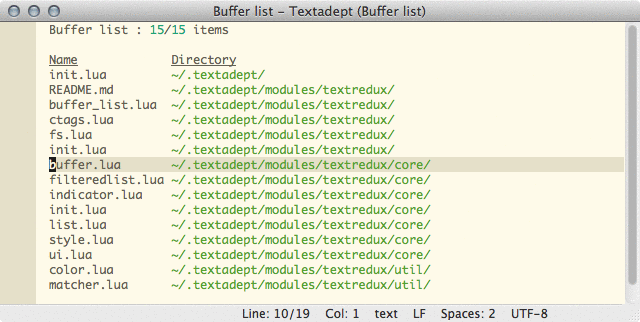 Buffer list – Textadept (Buffer list)
Buffer list : 15/15 items
Name Directory
init.lua ~/.textadept/
README.md ~/.textadept/modules/textredux/
buffer_list.lua ~/.textadept/modules/textredux/
ctags.lua ~/.textadept/modules/textredux/
fs.lua ~/.textadept/modules/textredux/
init.lua ~/.textadept/modules/textredux/
buffer.lua ~/.textadept/modules/textredux/core/
filteredlist.lua ~/.textadept/modules/textredux/core/
indicator.lua ~/.textadept/modules/textredux/core/
init.lua ~/.textadept/modules/textredux/core/
list.lua ~/.textadept/modules/textredux/core/
style.lua ~/.textadept/modules/textredux/core/
ui.lua ~/.textadept/modules/textredux/core/
color.lua ~/.textadept/modules/textredux/util/
matcher.lua ~/.textadept/modules/textredux/util/
Line: 10/19 Col: 1 text LF Spaces: 2 UTF-8